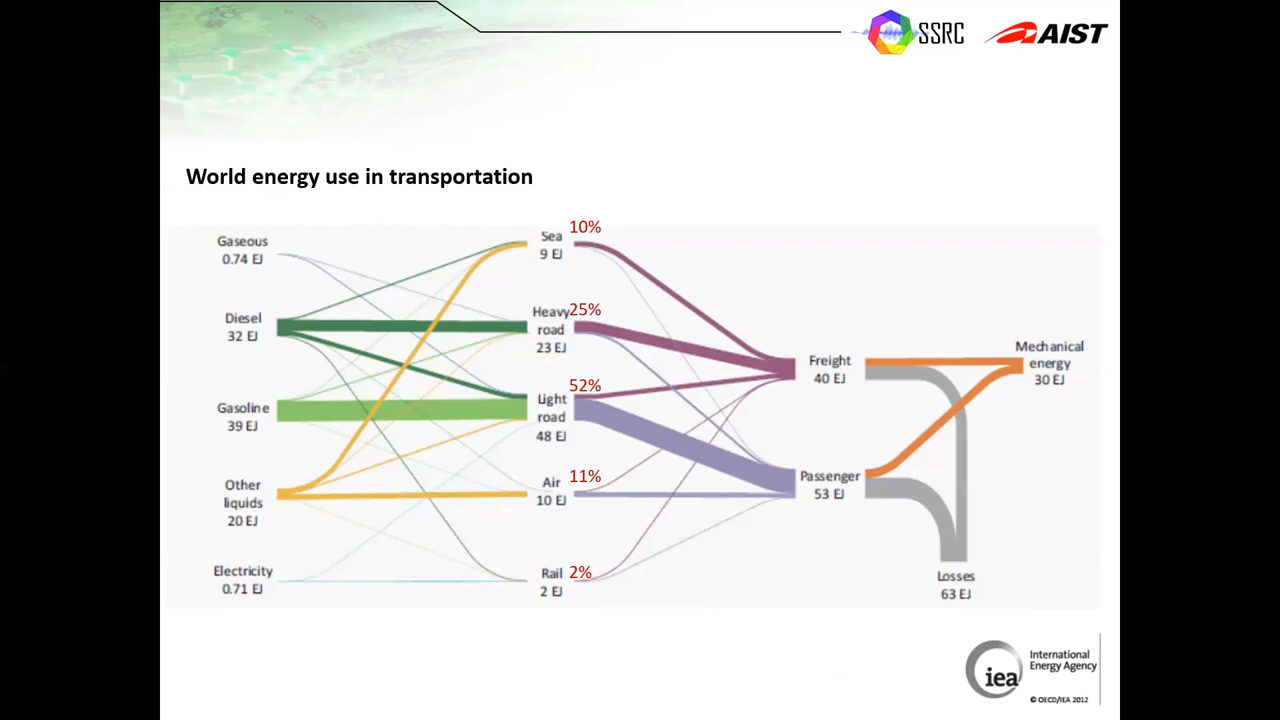 SSRC
AIST
World energy use in transportation
Gaseous
0.74 EJ
Diesel
32 EJ
Gasoline
39 EJ
Other
liquids
20 EJ
Electricity
0.71 EJ
10%
Sea
9 EJ
25%
Heavy
road
23 EJ
52%
Light
road
48 EJ
11%
Air
10 EJ
2%
Rail
2 EJ
Freight
40 EJ
Passenger
53 EJ
Mechanical
energy
30 EJ
Losses
63 EJ
iea
International
Energy Agency
© OECD/IEA 2012